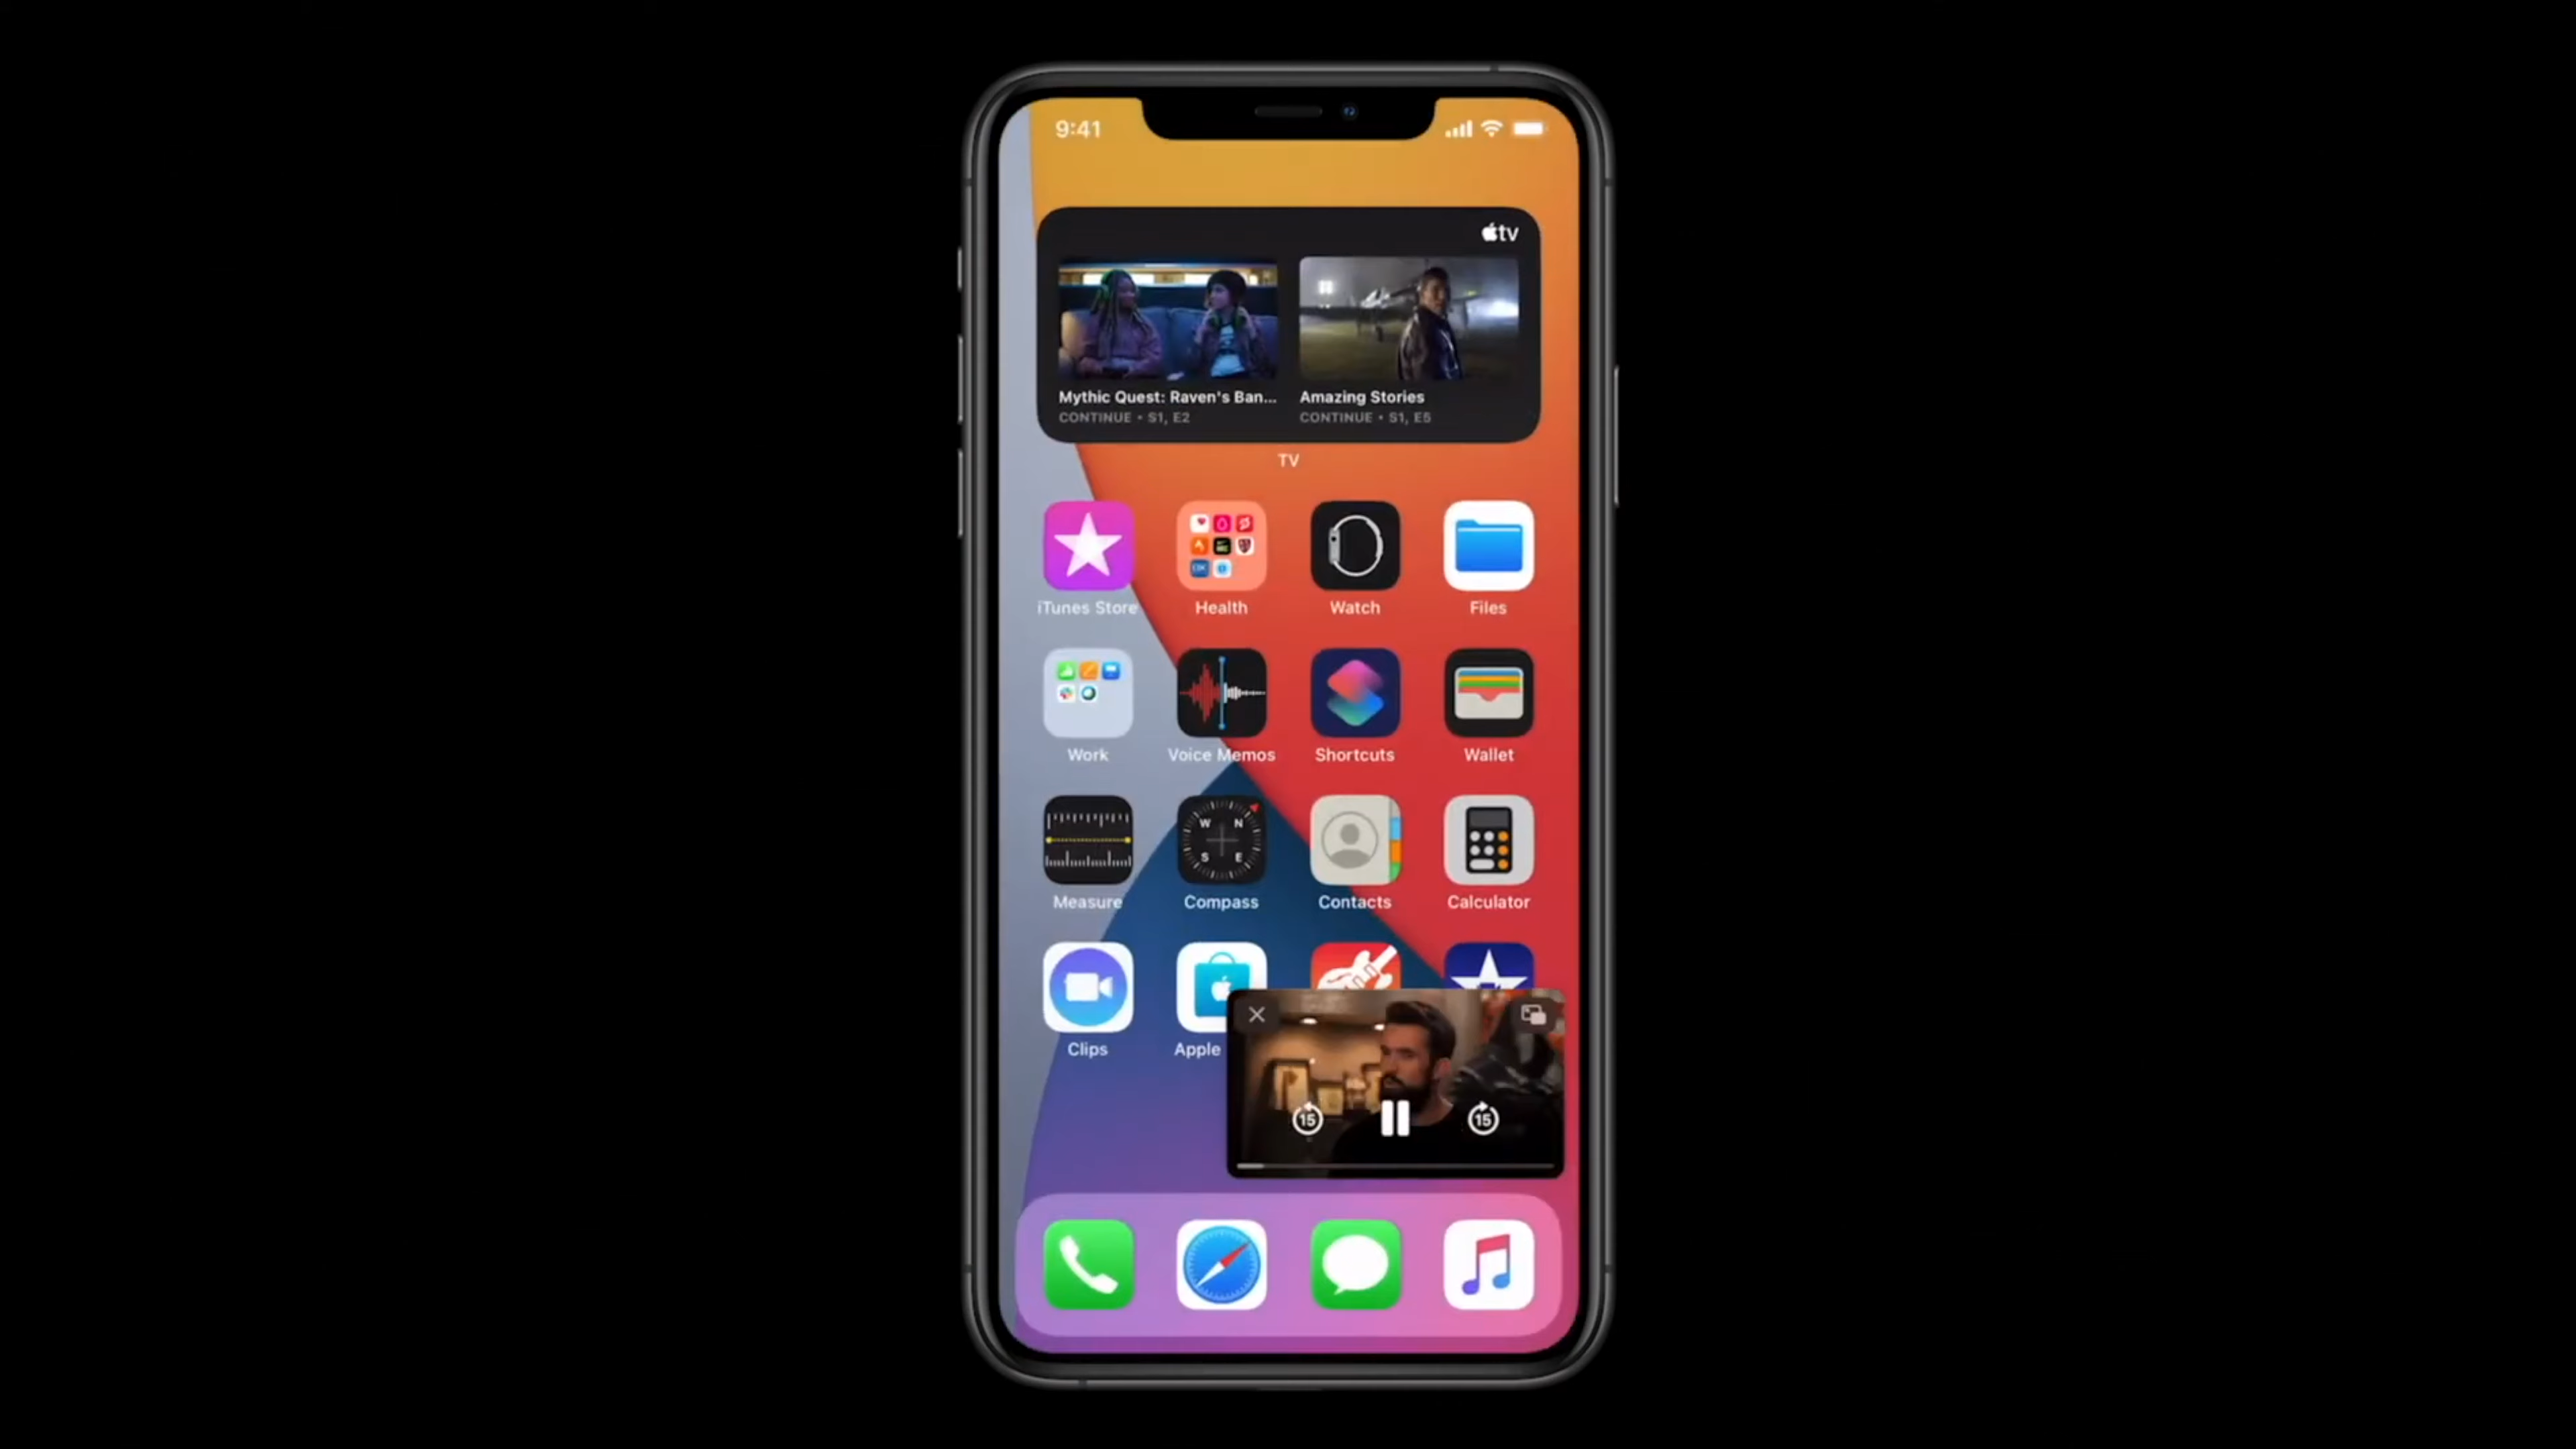 9:41
tv
Mythic Quest: Raven's Ban...
CONTINUE • S1, E2
Amazing Stories
CONTINUE • S1, E5
TV
iTunes Store
Health
Watch
Files
Work
Voice Memos
Shortcuts
Wallet
W N
S E
Measure
Compass
Contacts
Calculator
Clips
Apple
15
15